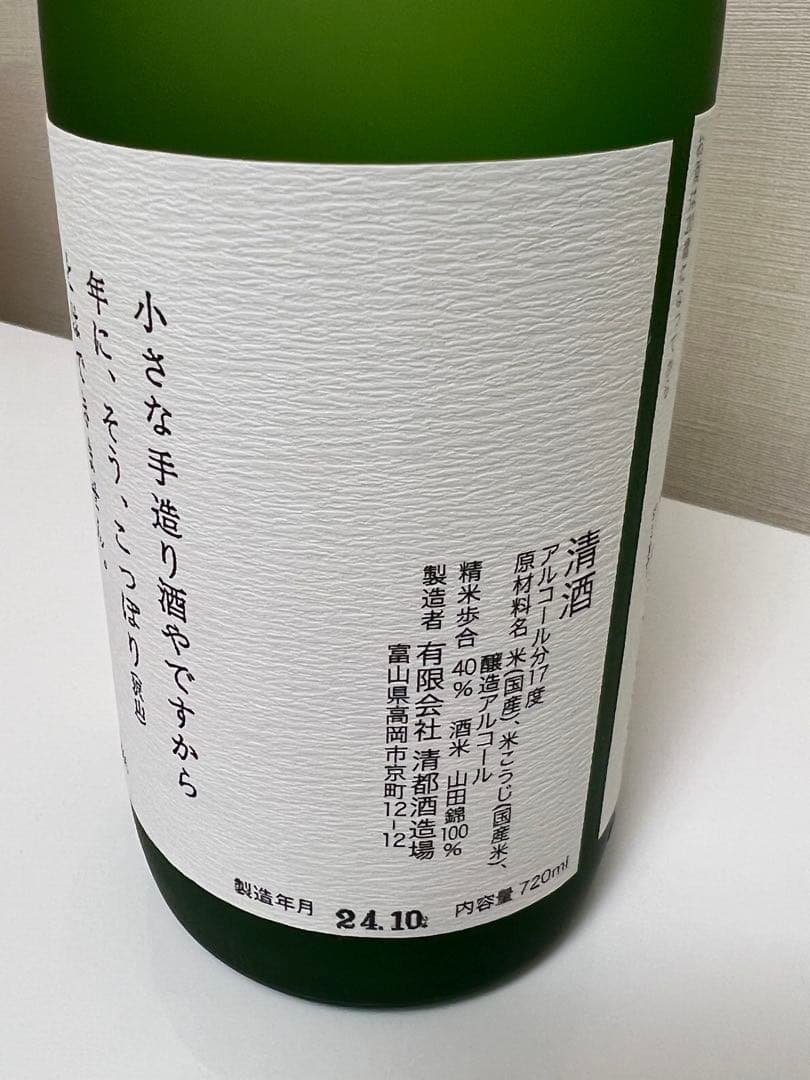 清酒
アルコール分17度
原材料名 米(国産)、米こうじ(国産米)、
醸造アルコール
精米歩合 40% 酒米 山田錦100%
製造者 有限会社 清都酒造場
富山県高岡市京町12-12
内容量 720ml
製造年月 24.10
小さな手造り酒やですから
年に、そう、こっぽり(沢山)